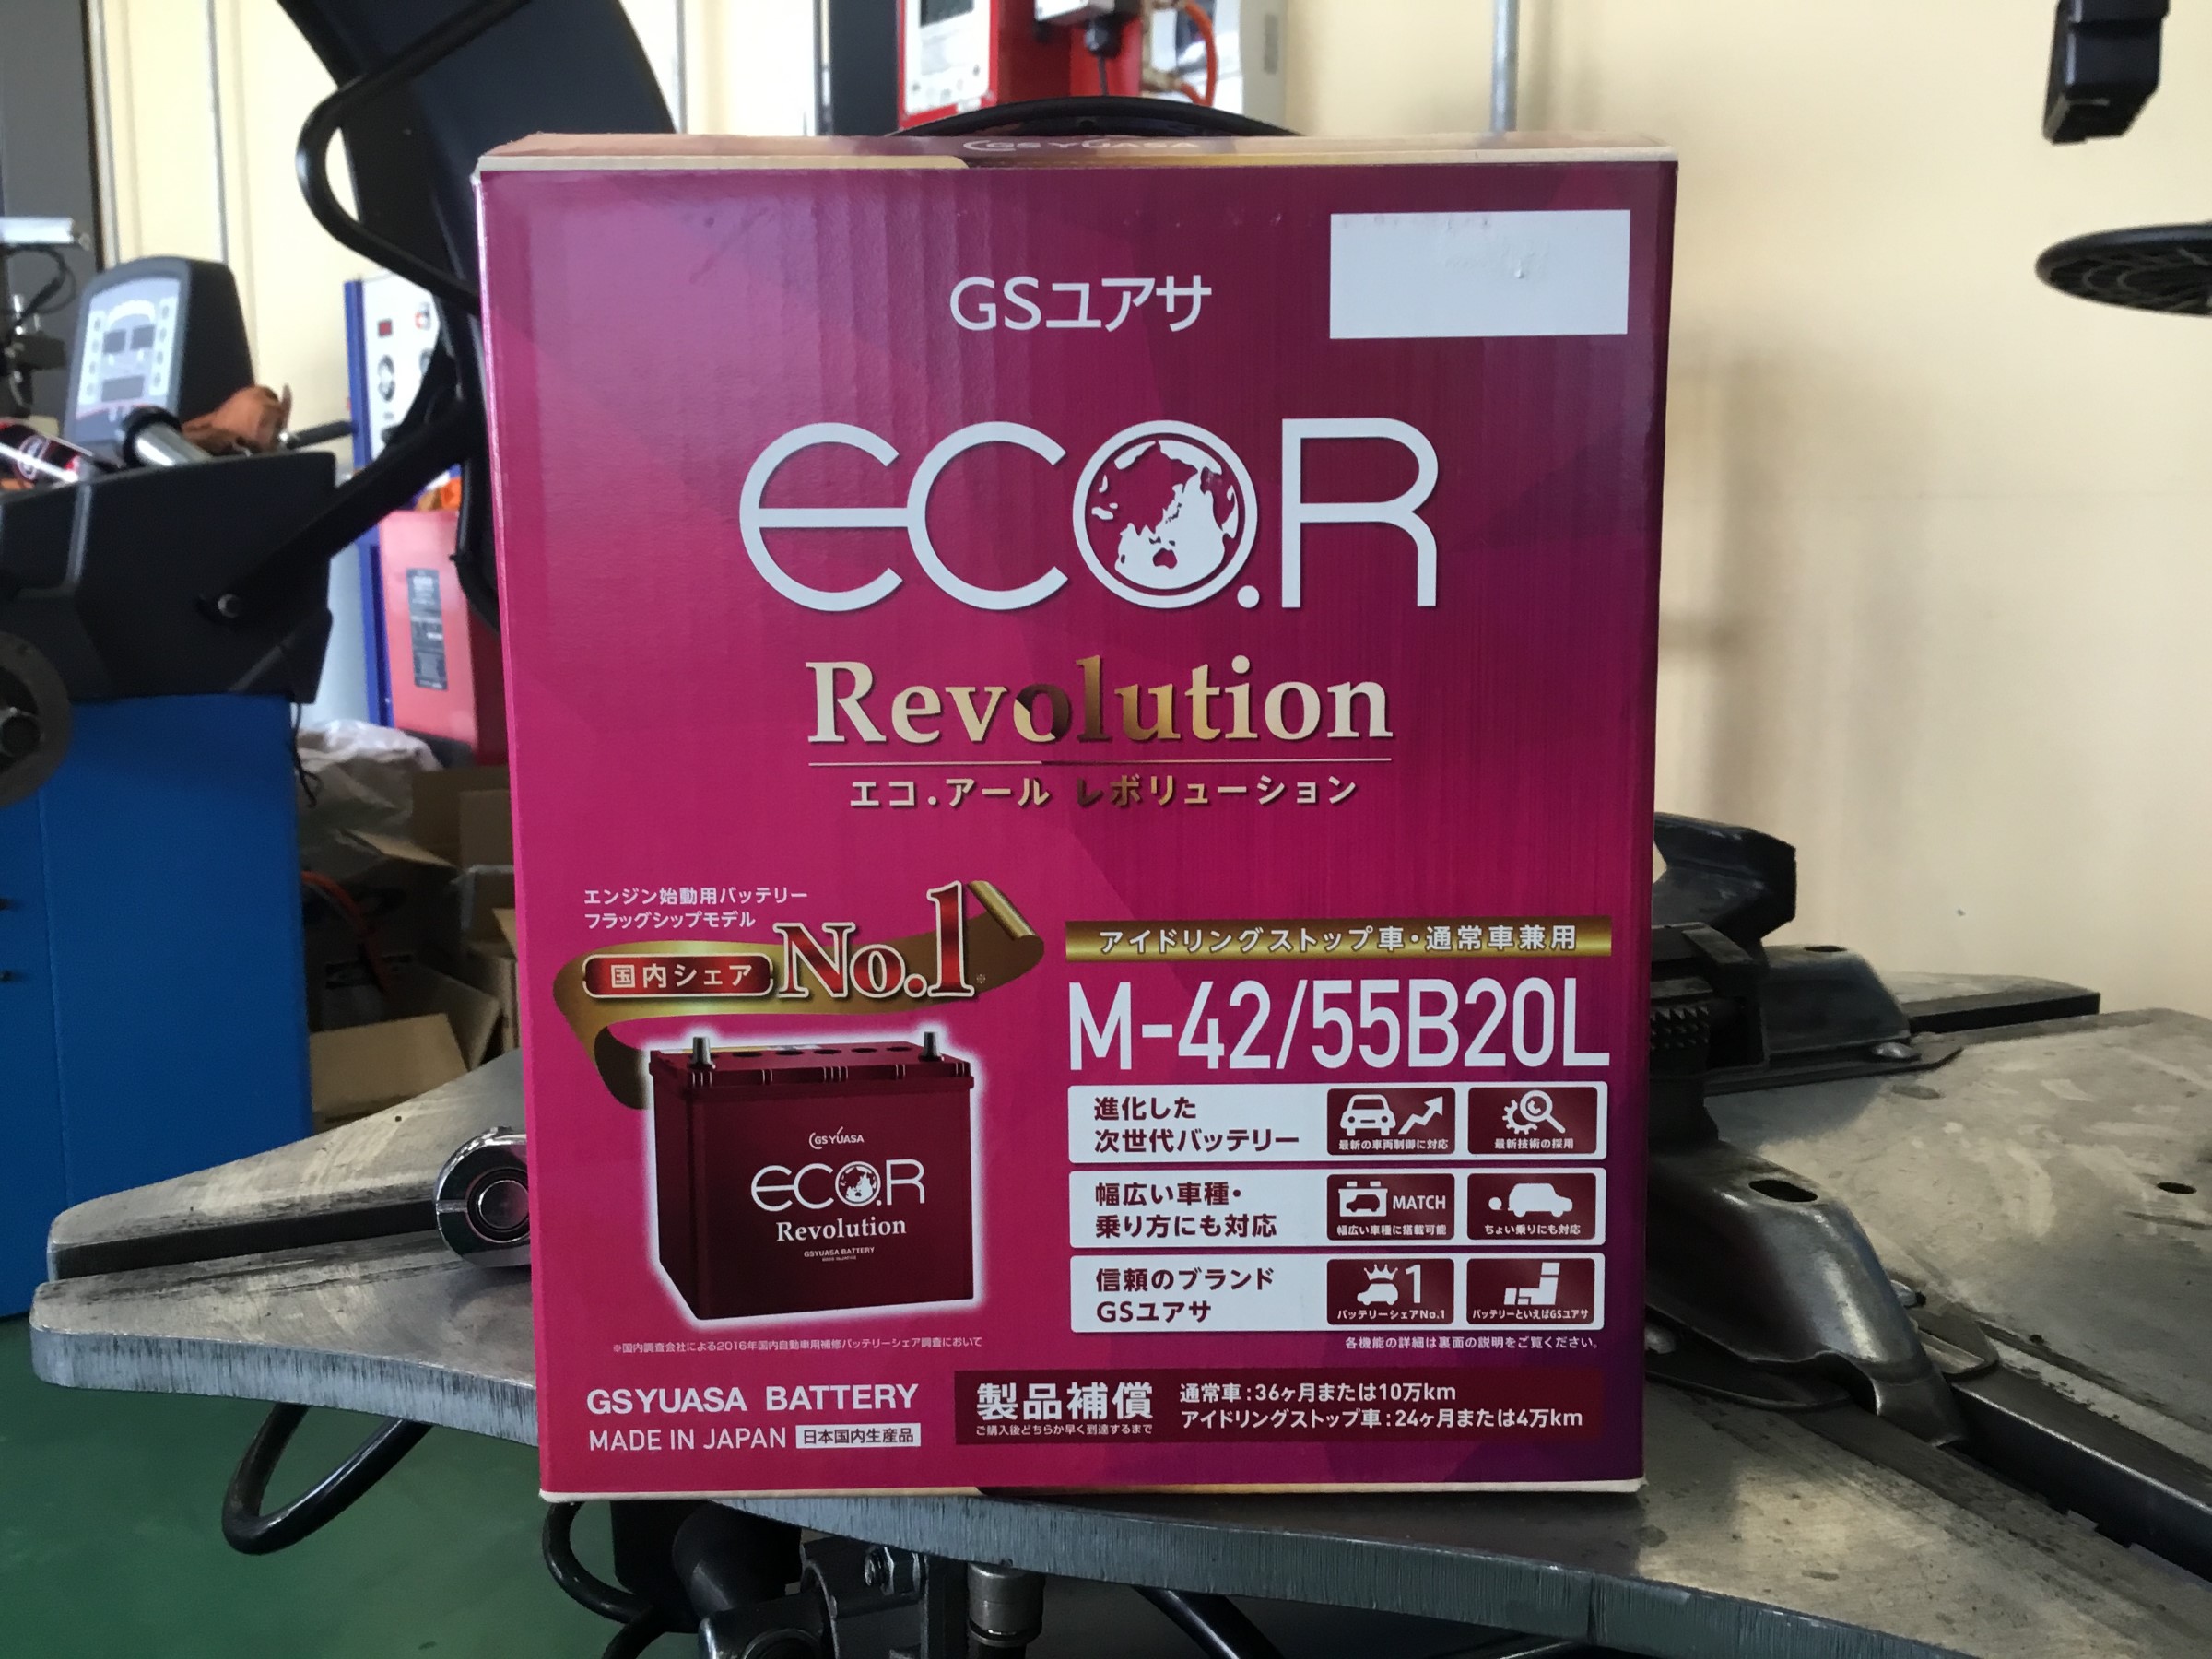 GS YUASA
GSユアサ
eco.R
Revolution
エコ.アール レボリューション
エンジン始動用バッテリー
フラッグシップモデル
国内シェア No.1※
アイドリングストップ車・通常車兼用
M-42/55B20L
進化した
次世代バッテリー
最新の車両制御に対応
最新技術の採用
幅広い車種・
乗り方にも対応
MATCH
幅広い車種に搭載可能
ちょい乗りにも対応
信頼のブランド
GSユアサ
1
バッテリーシェアNo.1
バッテリーといえばGSユアサ
各機能の詳細は裏面の説明をご覧ください。
GS YUASA
eco.R
Revolution
GSYUASA BATTERY
MADE IN JAPAN
※国内調査会社による2016年国内自動車用補修バッテリーシェア調査において
GSYUASA BATTERY
MADE IN JAPAN 日本国内生産品
製品補償
ご購入後どちらか早く到達するまで
通常車:36ヶ月または10万km
アイドリングストップ車:24ヶ月または4万km